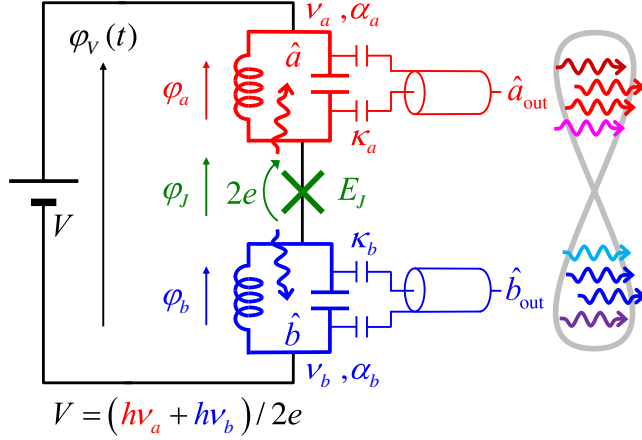 ν_a , α_a
φ_V(t)
â
φ_a
â_out
κ_a
φ_J
2e
E_J
V
κ_b
φ_b
b̂_out
b̂
ν_b , α_b
V = (hν_a + hν_b) / 2e